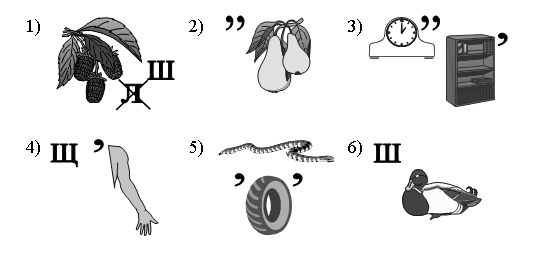 1) Ш
Л
2) ”
3) ” ’
4) Щ ’
5) ’ ’
6) Ш